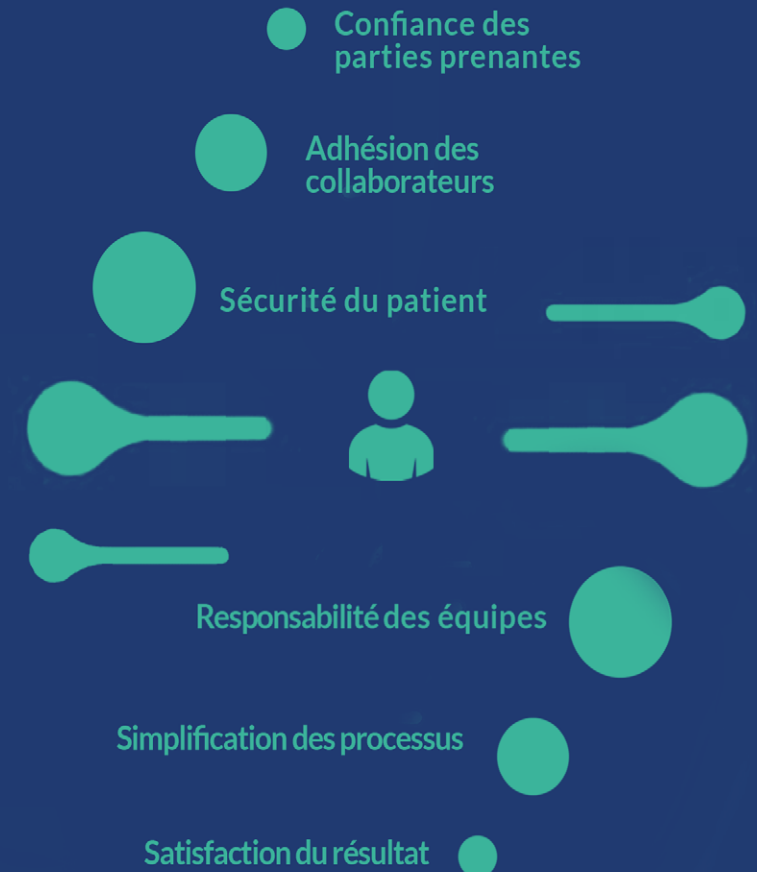 Confiance des
parties prenantes
Adhésion des
collaborateurs
Sécurité du patient
Responsabilité des équipes
Simplification des processus
Satisfaction du résultat